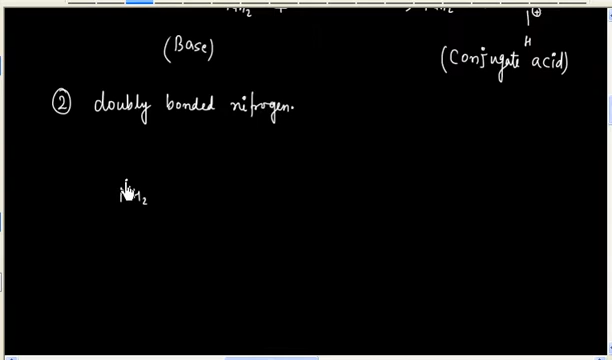 (Base)
(Conjugate acid)
② doubly bonded nitrogen.